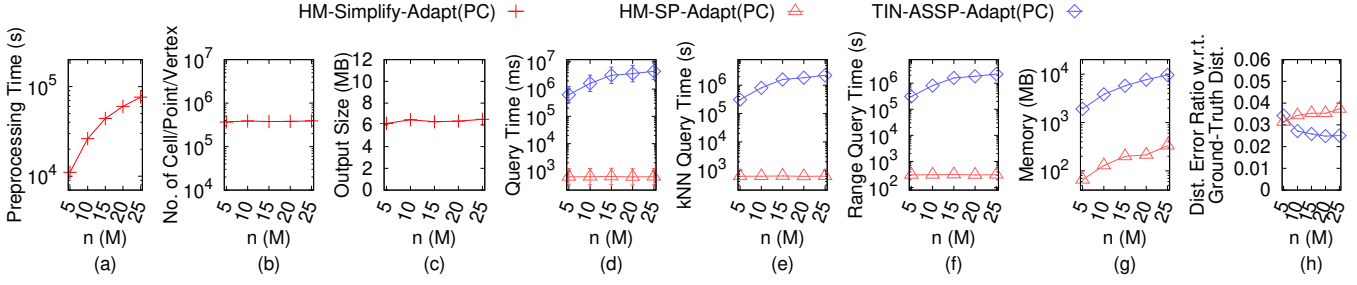 HM-Simplify-Adapt(PC) HM-SP-Adapt(PC) TIN-ASSP-Adapt(PC)
Preprocessing Time (s)
10^5
10^4
5 10 15 20 25
n (M)
(a)
No. of Cell/Point/Vertex
10^7
10^6
10^5
10^4
5 10 15 20 25
n (M)
(b)
Output Size (MB)
12
10
8
6
4
2
0
5 10 15 20 25
n (M)
(c)
Query Time (ms)
10^7
10^6
10^5
10^4
10^3
5 10 15 20 25
n (M)
(d)
kNN Query Time (s)
10^6
10^5
10^4
10^3
5 10 15 20 25
n (M)
(e)
Range Query Time (s)
10^6
10^5
10^4
10^3
10^2
5 10 15 20 25
n (M)
(f)
Memory (MB)
10^4
10^3
10^2
5 10 15 20 25
n (M)
(g)
Dist. Error Ratio w.r.t.
Ground-Truth Dist.
0.06
0.05
0.04
0.03
0.02
0.01
0
5 10 15 20 25
n (M)
(h)